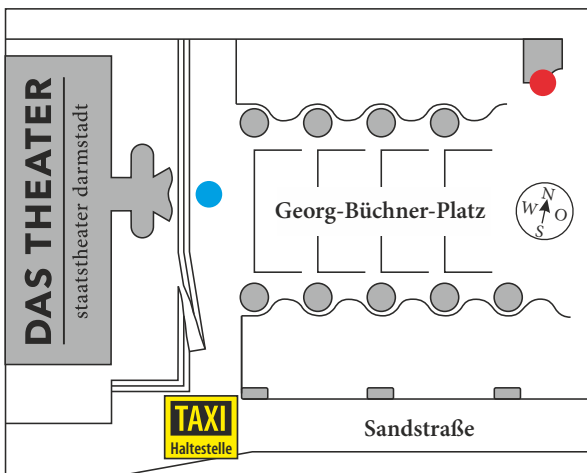 DAS THEATER
staatstheater darmstadt
Georg-Büchner-Platz
N
W O
S
TAXI
Haltestelle
Sandstraße